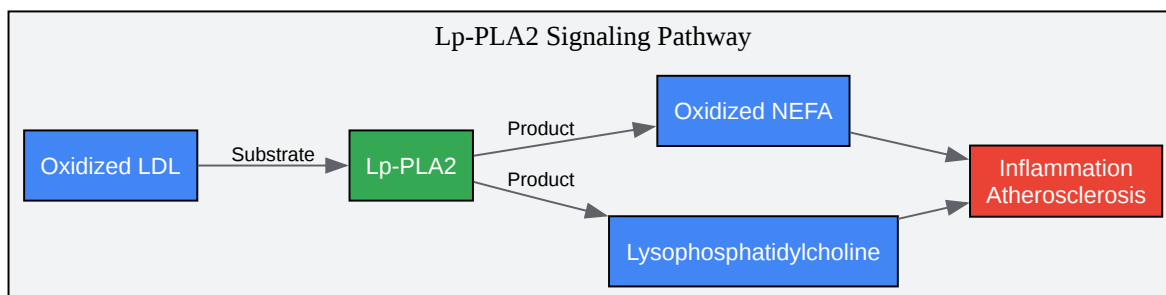 Lp-PLA2 Signaling Pathway
Oxidized LDL
Substrate
Lp-PLA2
Product
Product
Oxidized NEFA
Lysophosphatidylcholine
Inflammation
Atherosclerosis